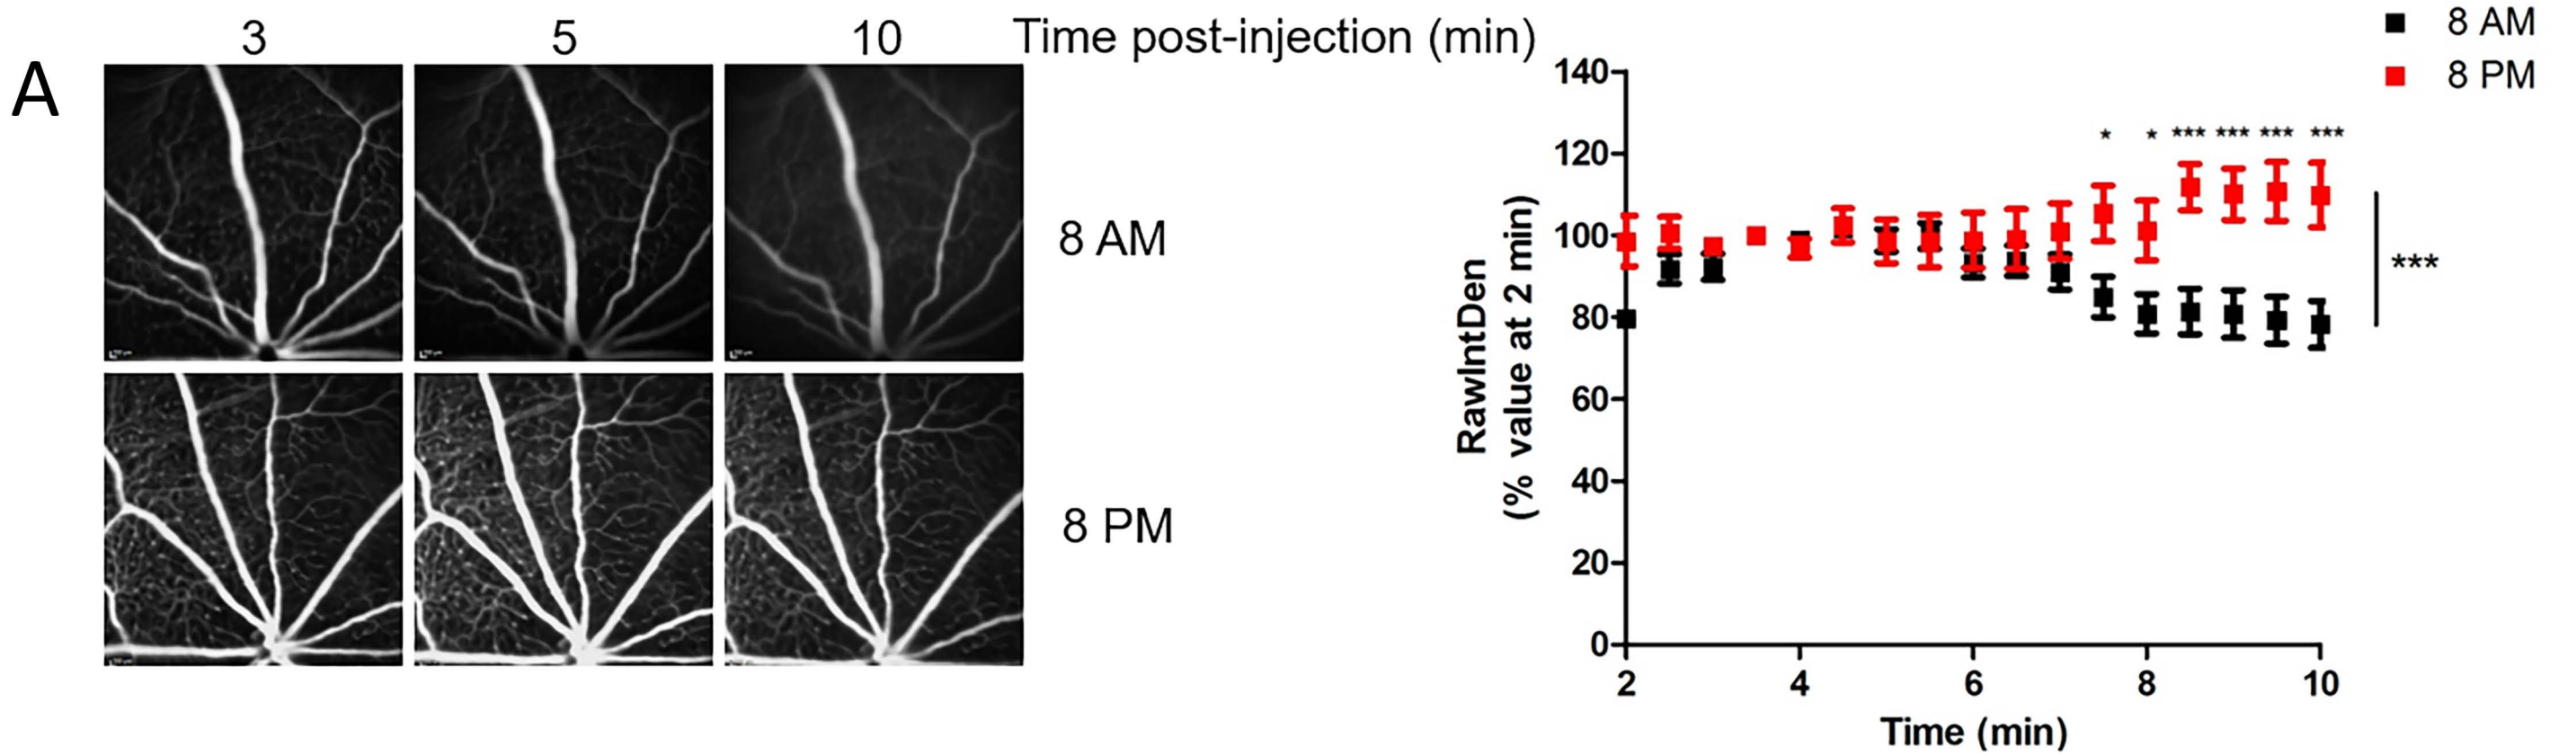 A
3 5 10 Time post-injection (min)
8 AM
8 PM
8 AM
8 PM
RawIntDen
(% value at 2 min)
140
120
100
80
60
40
20
0
* * *** *** *** ***
***
2 4 6 8 10
Time (min)